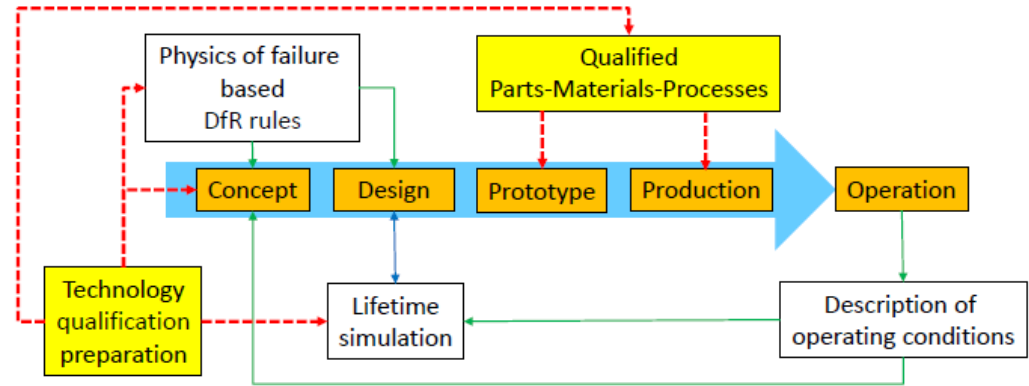 Physics of failure
based
DfR rules
Qualified
Parts-Materials-Processes
Concept
Design
Prototype
Production
Operation
Technology
qualification
preparation
Lifetime
simulation
Description of
operating conditions